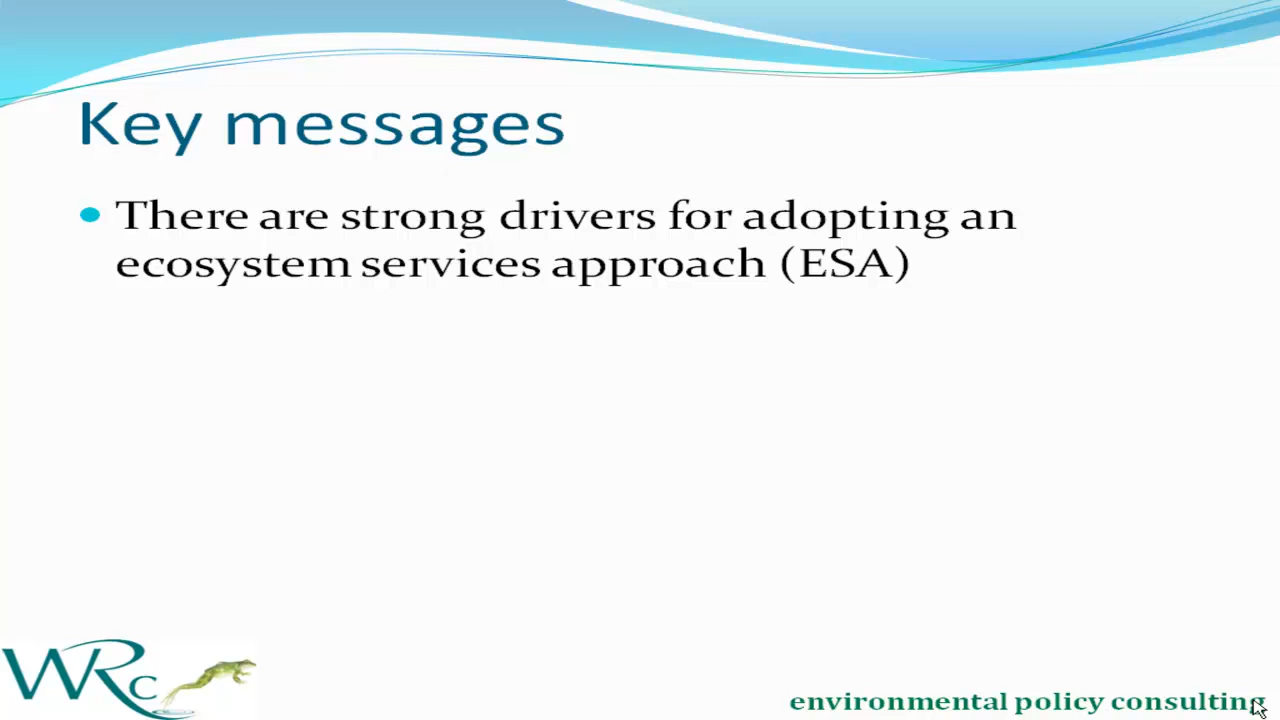 Key messages
There are strong drivers for adopting an
ecosystem services approach (ESA)
WRc
environmental policy consulting